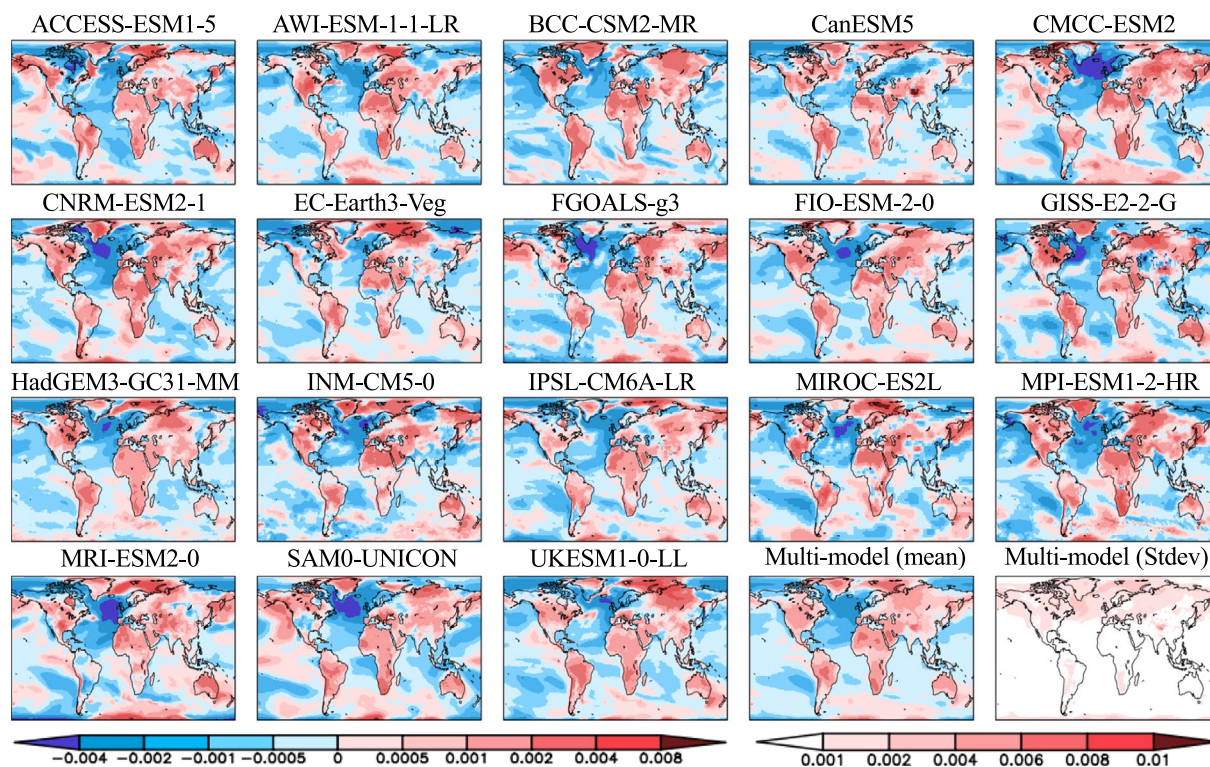 ACCESS-ESM1-5 AWI-ESM-1-1-LR BCC-CSM2-MR CanESM5 CMCC-ESM2
CNRM-ESM2-1 EC-Earth3-Veg FGOALS-g3 FIO-ESM-2-0 GISS-E2-2-G
HadGEM3-GC31-MM INM-CM5-0 IPSL-CM6A-LR MIROC-ES2L MPI-ESM1-2-HR
MRI-ESM2-0 SAM0-UNICON UKESM1-0-LL Multi-model (mean) Multi-model (Stdev)
-0.004 -0.002 -0.001 -0.0005 0 0.0005 0.001 0.002 0.004 0.008 0.001 0.004 0.006 0.008 0.01